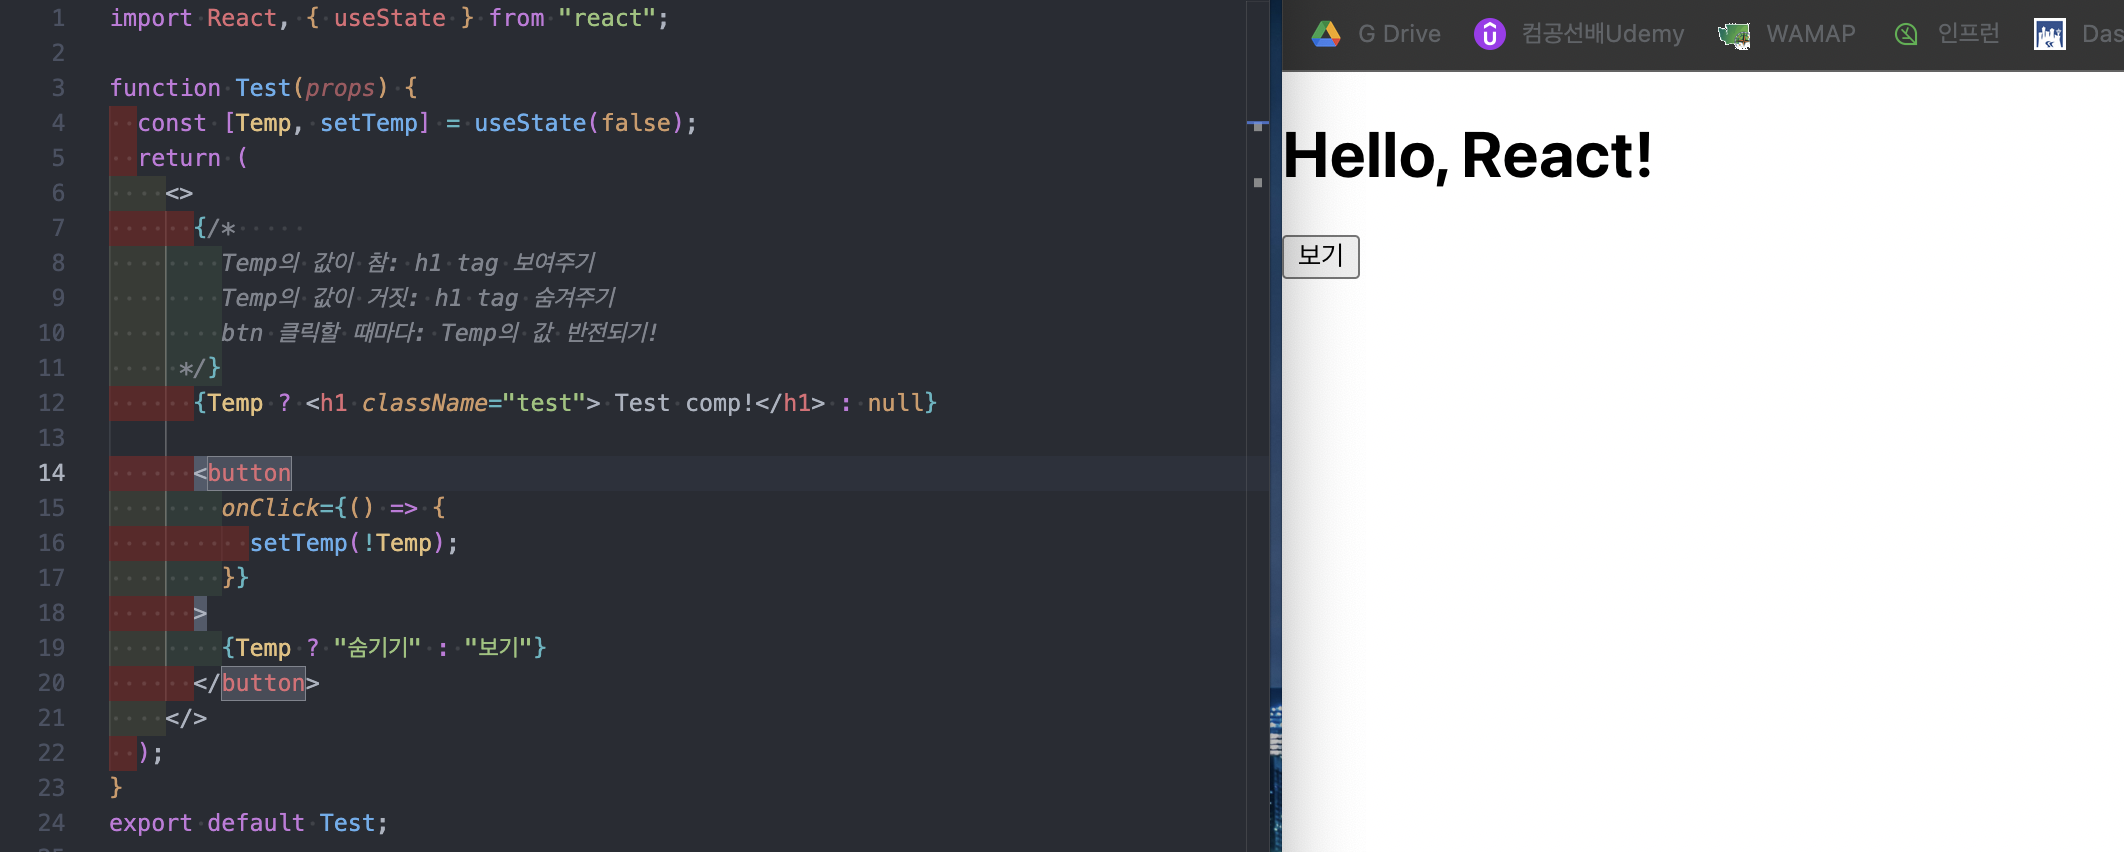 1 import React, { useState } from "react";
2
3 function Test(props) {
4 const [Temp, setTemp] = useState(false);
5 return (
6 <>
7 {/*
8 Temp의 값이 참: h1 tag 보여주기
9 Temp의 값이 거짓: h1 tag 숨겨주기
10 btn 클릭할 때마다: Temp의 값 반전되기!
11 */}
12 {Temp ? <h1 className="test"> Test comp!</h1> : null}
13
14 <button
15 onClick={() => {
16 setTemp(!Temp);
17 }}
18 >
19 {Temp ? "숨기기" : "보기"}
20 </button>
21 </>
22 );
23 }
24 export default Test;
G Drive 컴공선배Udemy WAMAP 인프런 Das
Hello, React!
보기